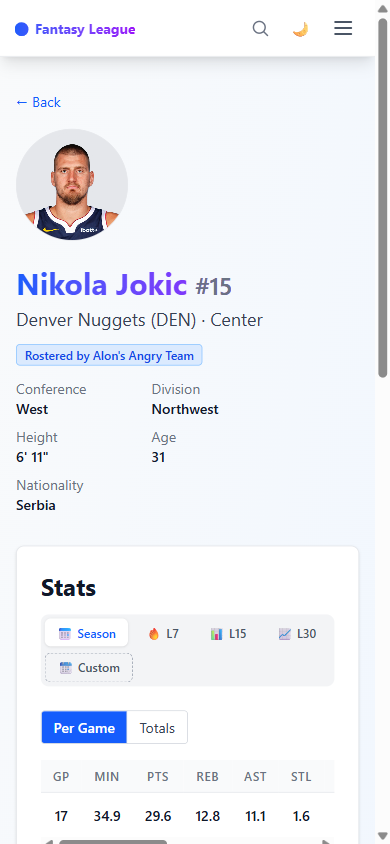 Fantasy League
← Back
Nikola Jokic #15
Denver Nuggets (DEN) · Center
Rostered by Alon's Angry Team
Conference Division
West Northwest
Height Age
6' 11" 31
Nationality
Serbia
Stats
Season L7 L15 L30
Custom
Per Game Totals
GP MIN PTS REB AST STL
17 34.9 29.6 12.8 11.1 1.6